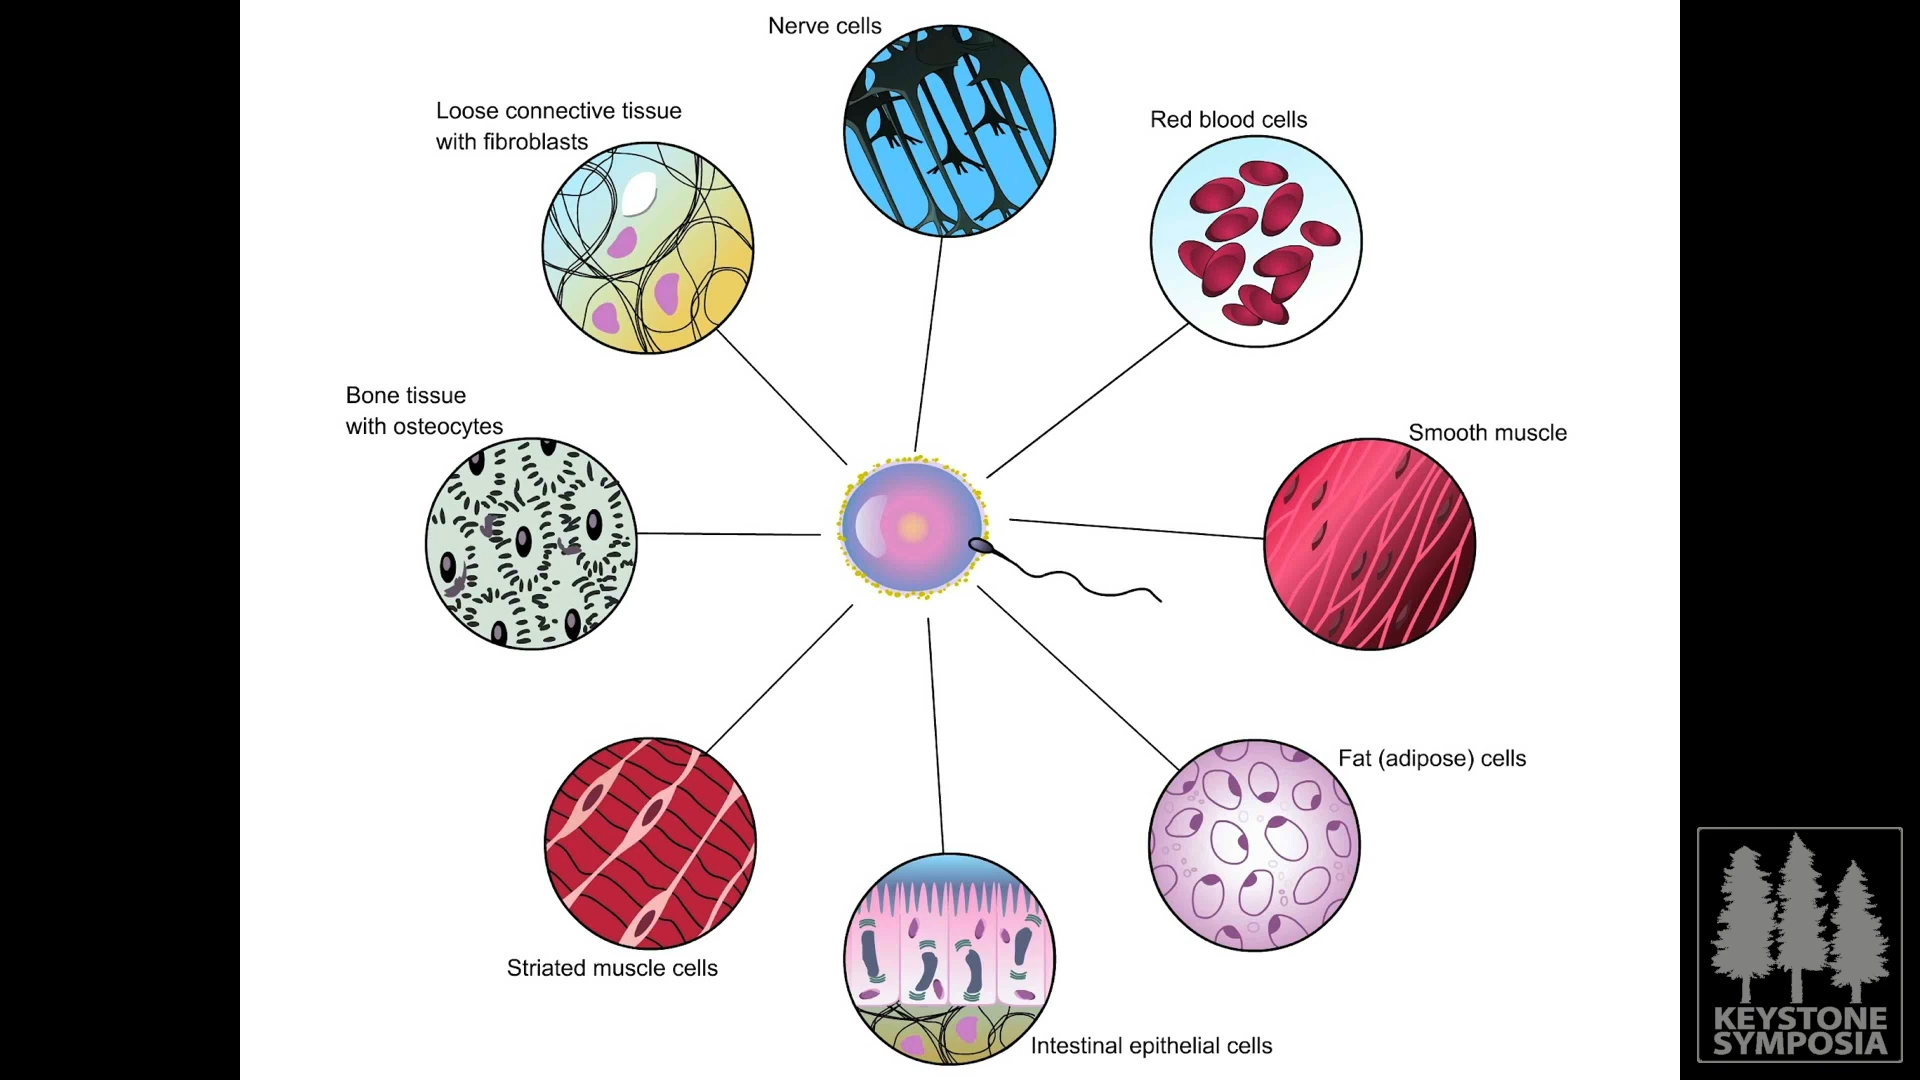 Nerve cells
Loose connective tissue
with fibroblasts
Red blood cells
Bone tissue
with osteocytes
Smooth muscle
Fat (adipose) cells
Striated muscle cells
Intestinal epithelial cells
KEYSTONE
SYMPOSIA